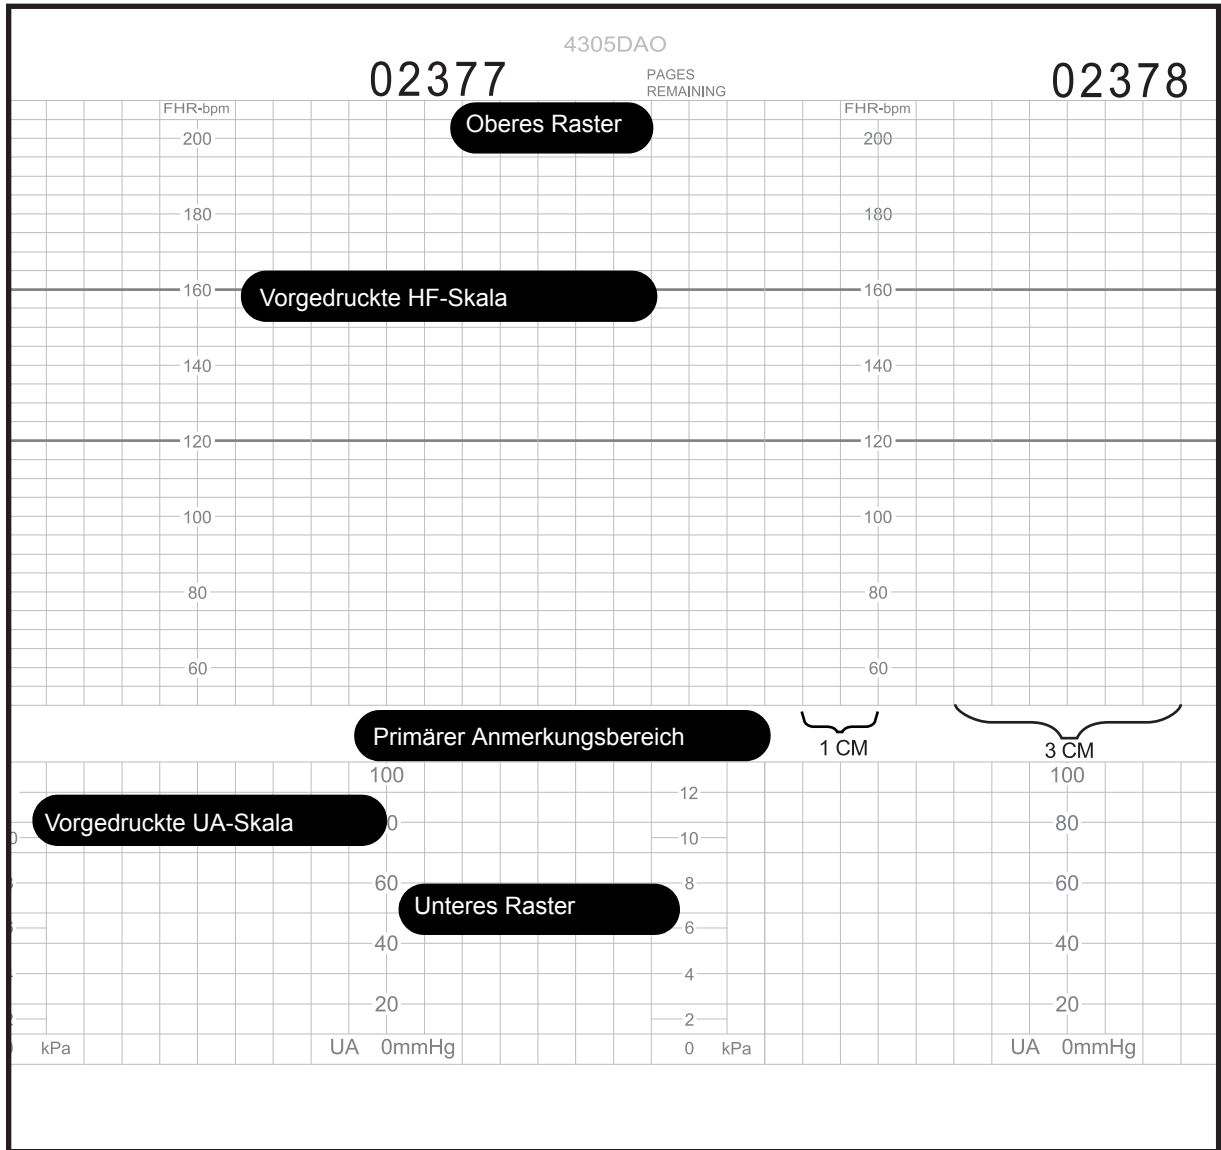 4305DAO
02377
PAGES
REMAINING
02378
FHR-bpm
Oberes Raster
FHR-bpm
200
200
180
180
160
Vorgedruckte HF-Skala
160
140
140
120
120
100
100
80
80
60
60
Primärer Anmerkungsbereich
1 CM
3 CM
100
100
12
Vorgedruckte UA-Skala
80
10
60
8
60
Unteres Raster
6
40
40
4
20
20
2
kPa
UA 0mmHg
0 kPa
UA 0mmHg